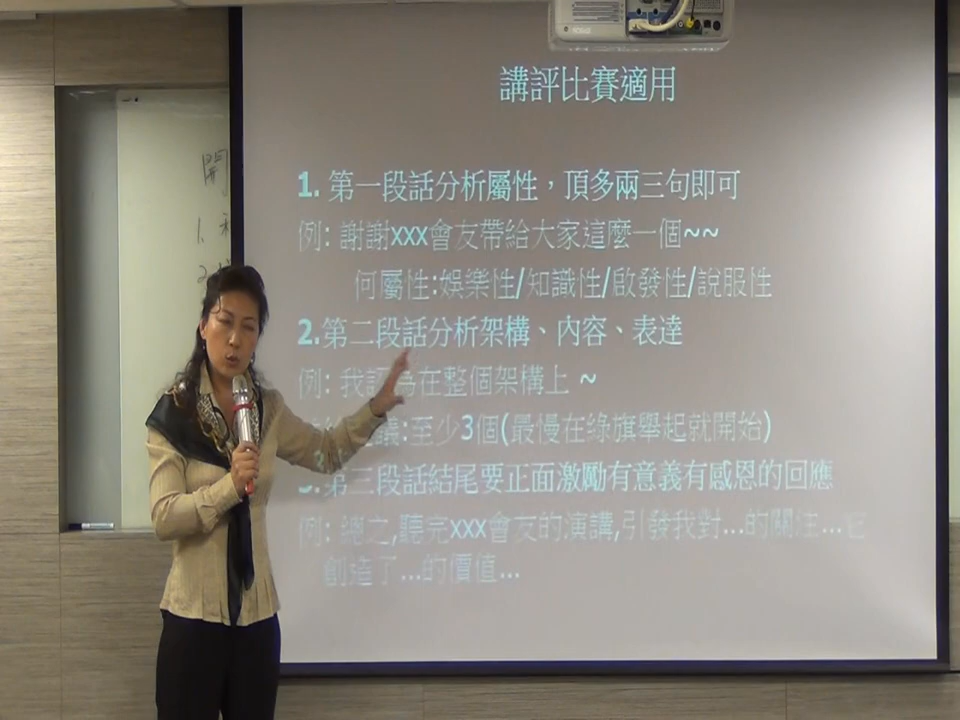 講評比賽適用
1. 第一段話分析屬性，頂多兩三句即可
例: 謝謝xxx會友帶給大家這麼一個~~
何屬性:娛樂性/知識性/啟發性/說服性
2.第二段話分析架構、內容、表達
例: 我認為在整個架構上 ~
議:至少3個(最慢在綠旗舉起就開始)
3.第三段話結尾要正面激勵有意義有感恩的回應
例: 總之,聽完xxx會友的演講,引發我對...的關注...它
創造了...的價值...
開
1.
2.